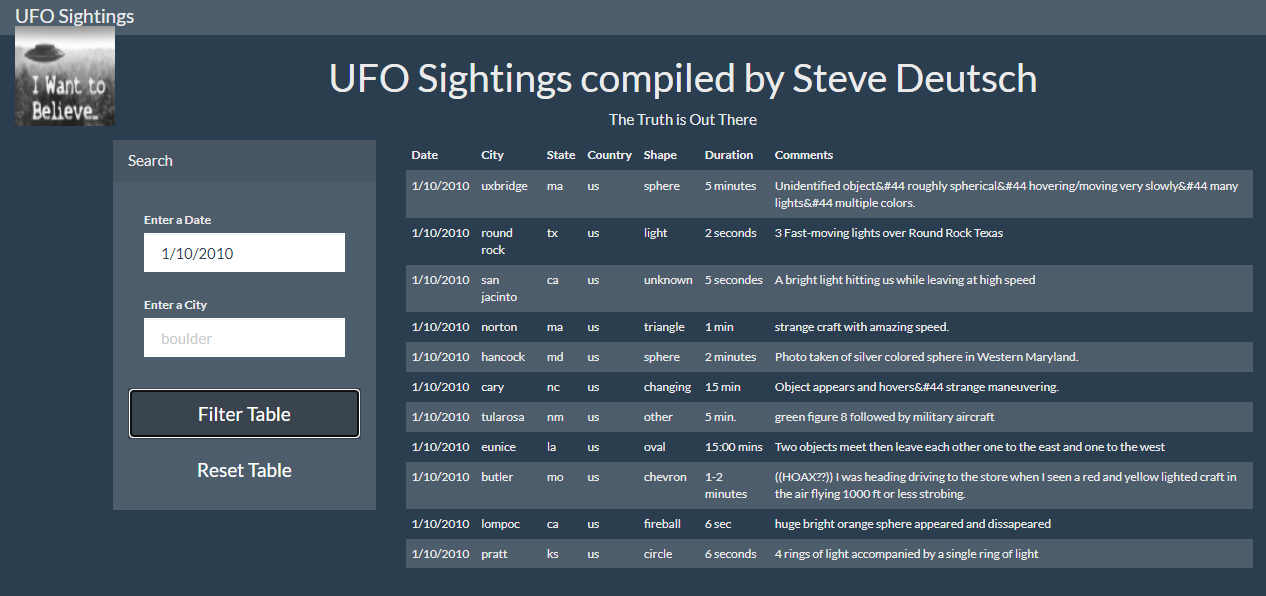 UFO Sightings
I Want to
Believe..
UFO Sightings compiled by Steve Deutsch
The Truth is Out There
Search
Enter a Date
1/10/2010
Enter a City
boulder
Filter Table
Reset Table
Date City State Country Shape Duration Comments
1/10/2010 uxbridge ma us sphere 5 minutes Unidentified object&#44 roughly spherical&#44 hovering/moving very slowly&#44 many
lights&#44 multiple colors.
1/10/2010 round tx us light 2 seconds 3 Fast-moving lights over Round Rock Texas
rock
1/10/2010 san ca us unknown 5 secondes A bright light hitting us while leaving at high speed
jacinto
1/10/2010 norton ma us triangle 1 min strange craft with amazing speed.
1/10/2010 hancock md us sphere 2 minutes Photo taken of silver colored sphere in Western Maryland.
1/10/2010 cary nc us changing 15 min Object appears and hovers&#44 strange maneuvering.
1/10/2010 tularosa nm us other 5 min. green figure 8 followed by military aircraft
1/10/2010 eunice la us oval 15:00 mins Two objects meet then leave each other one to the east and one to the west
1/10/2010 butler mo us chevron 1-2 ((HOAX??)) I was heading driving to the store when I seen a red and yellow lighted craft in
minutes the air flying 1000 ft or less strobing.
1/10/2010 lompoc ca us fireball 6 sec huge bright orange sphere appeared and dissapeared
1/10/2010 pratt ks us circle 6 seconds 4 rings of light accompanied by a single ring of light